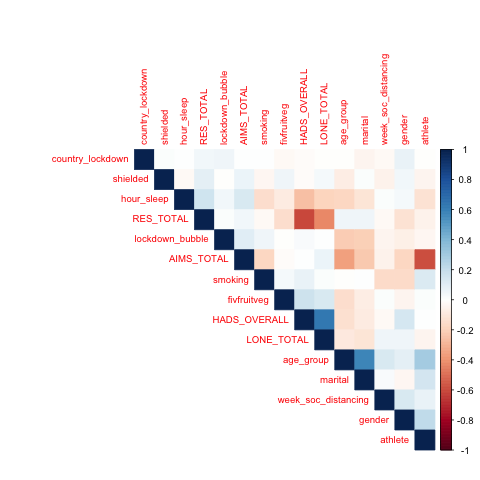 country_lockdown
shielded
hour_sleep
RES_TOTAL
lockdown_bubble
AIMS_TOTAL
smoking
fivfruitveg
HADS_OVERALL
LONE_TOTAL
age_group
marital
week_soc_distancing
gender
athlete
country_lockdown
shielded
hour_sleep
RES_TOTAL
lockdown_bubble
AIMS_TOTAL
smoking
fivfruitveg
HADS_OVERALL
LONE_TOTAL
age_group
marital
week_soc_distancing
gender
athlete
1
0.8
0.6
0.4
0.2
0
-0.2
-0.4
-0.6
-0.8
-1